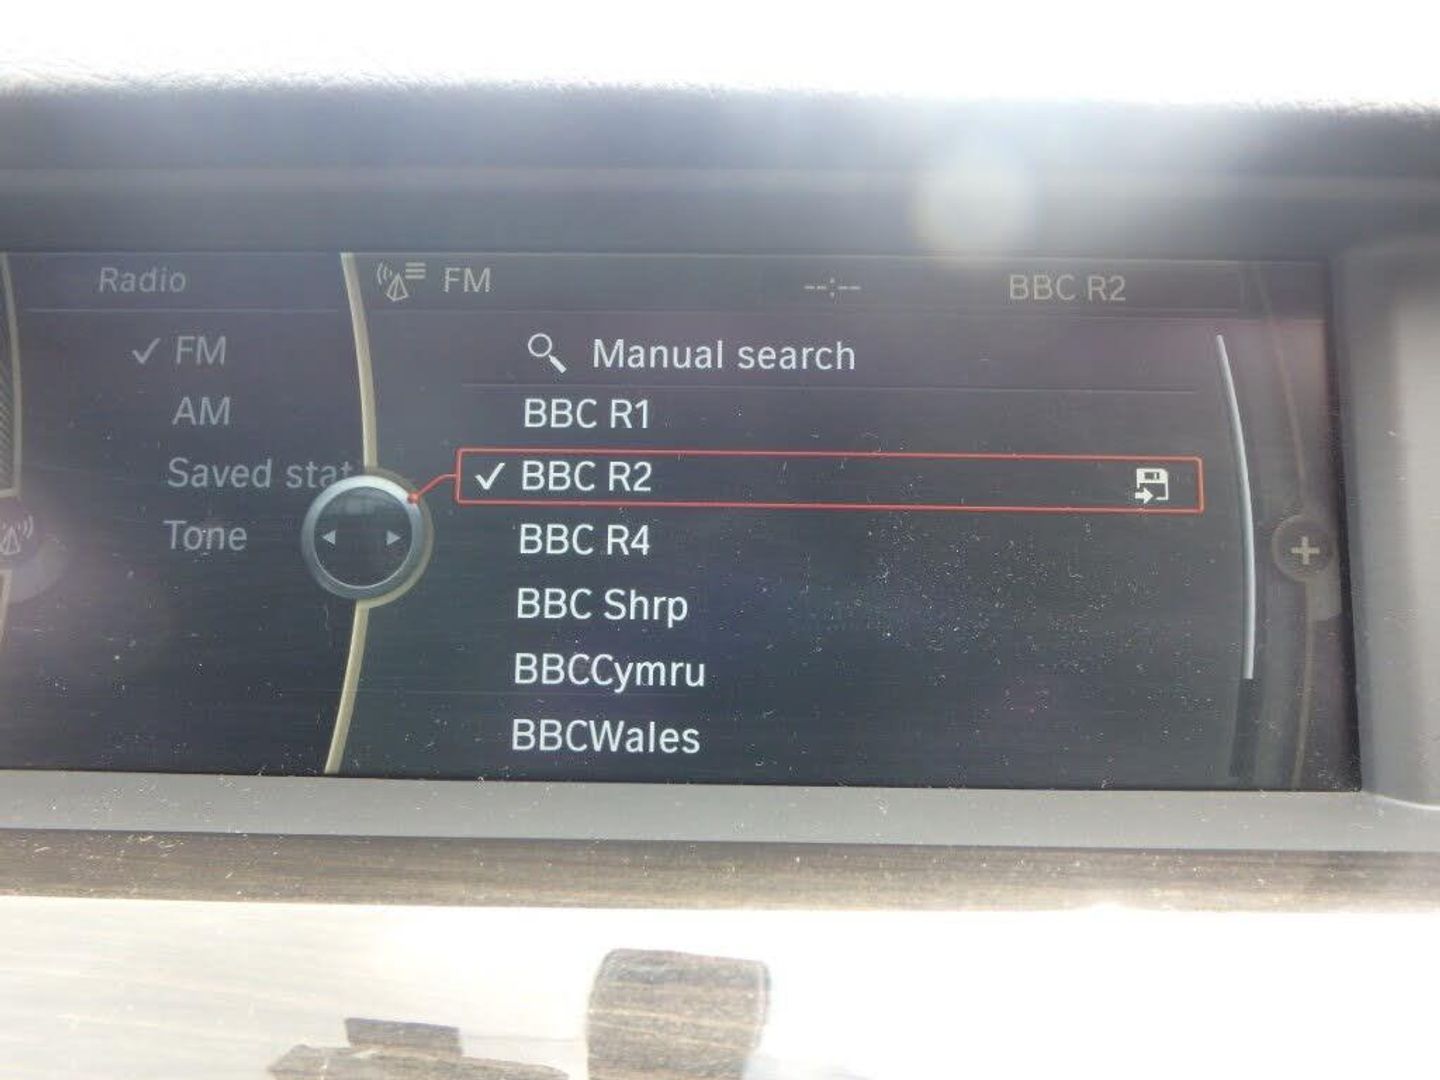 Radio
FM
--:--
BBC R2
FM
AM
Saved stat
Tone
Manual search
BBC R1
BBC R2
BBC R4
BBC Shrp
BBCCymru
BBCWales